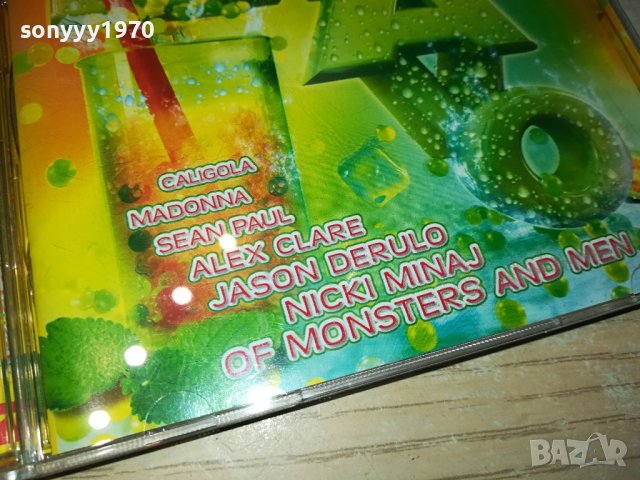 sonyyy1970
CALIGOLA
MADONNA
SEAN PAUL
ALEX CLARE
JASON DERULO
NICKI MINAJ
OF MONSTERS AND MEN
BAZAR